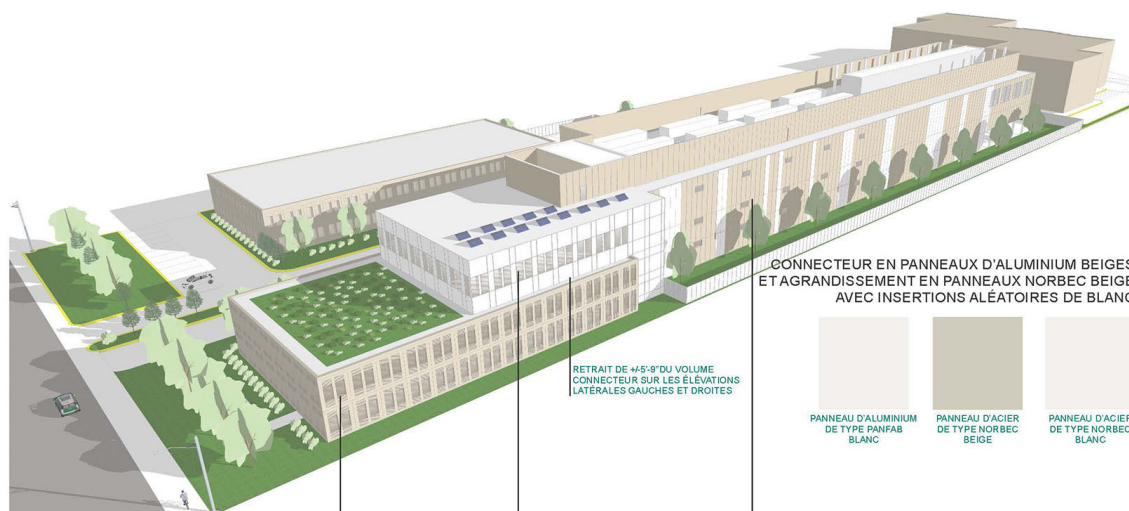 CONNECTEUR EN PANNEAUX D'ALUMINIUM BEIGES
ET AGRANDISSEMENT EN PANNEAUX NORBEC BEIGE
AVEC INSERTIONS ALÉATOIRES DE BLANC
RETRAIT DE +/-5'-9"DU VOLUME
CONNECTEUR SUR LES ÉLÉVATIONS
LATÉRALES GAUCHES ET DROITES
PANNEAU D'ALUMINIUM
DE TYPE PANFAB
BLANC
PANNEAU D'ACIER
DE TYPE NORBEC
BEIGE
PANNEAU D'ACIER
DE TYPE NORBEC
BLANC